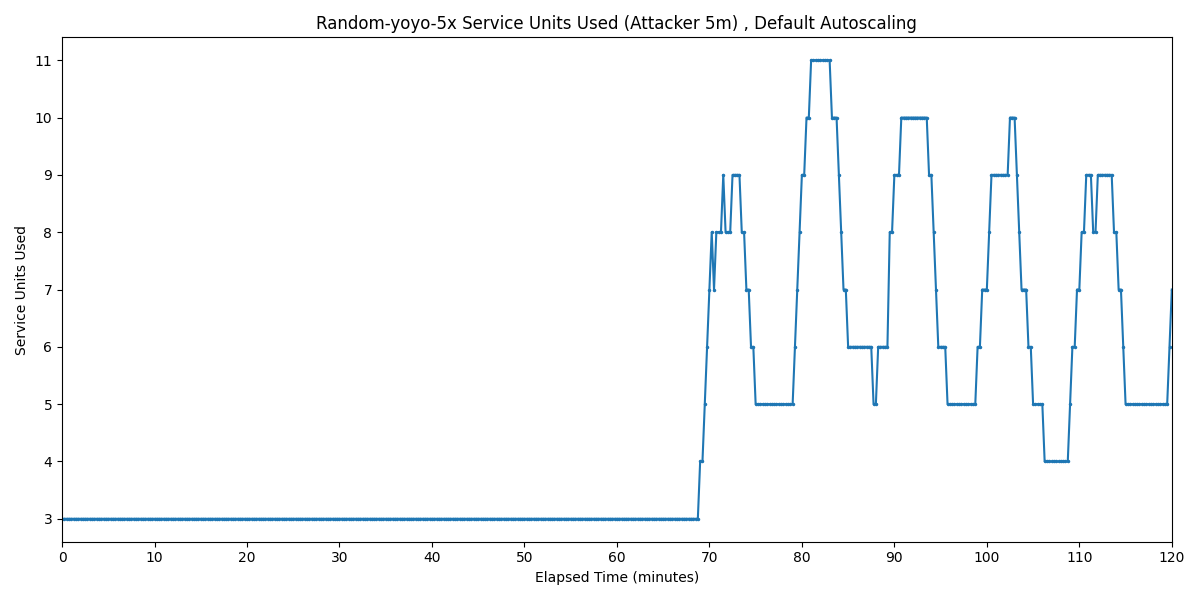 Random-yoyo-5x Service Units Used (Attacker 5m) , Default Autoscaling
Service Units Used
11
10
9
8
7
6
5
4
3
0 10 20 30 40 50 60 70 80 90 100 110 120
Elapsed Time (minutes)